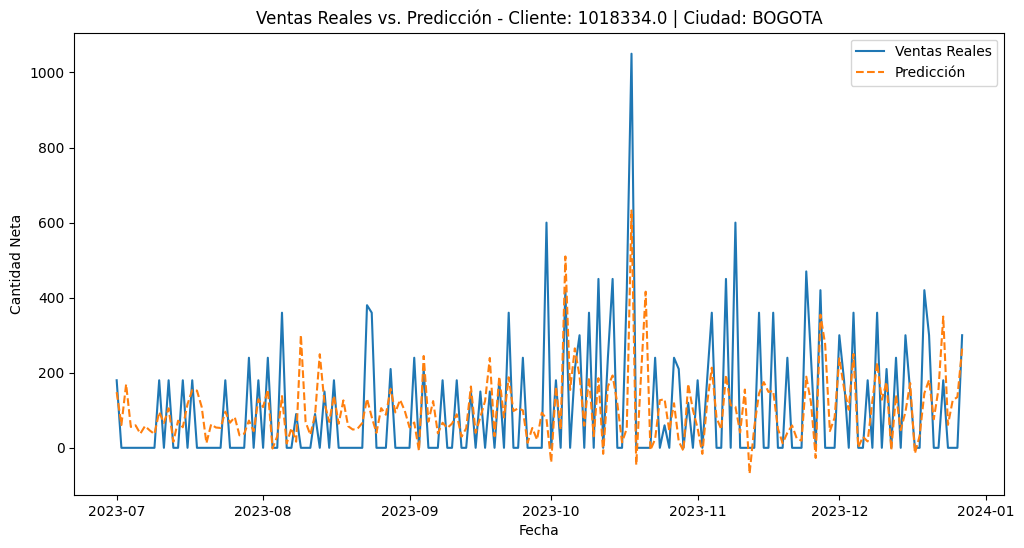 Ventas Reales vs. Predicción - Cliente: 1018334.0 | Ciudad: BOGOTA
Ventas Reales
Predicción
Cantidad Neta
1000
800
600
400
200
0
2023-07
2023-08
2023-09
2023-10
2023-11
2023-12
2024-01
Fecha